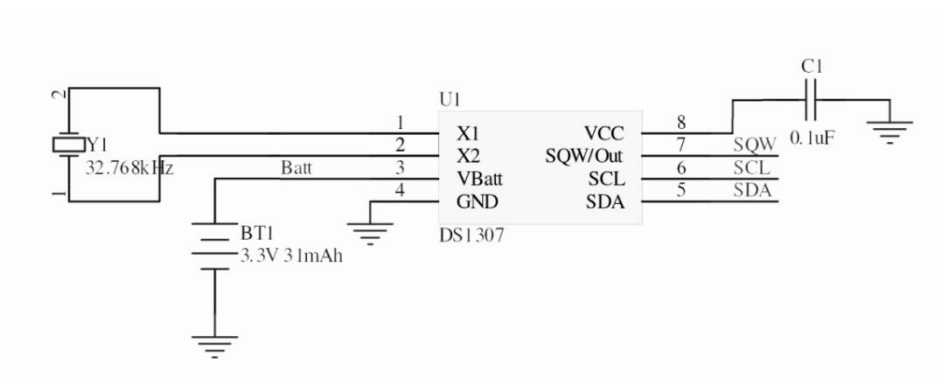 C1
0.1uF
U1
2
Y1
32.768kHz
1
1
2
3
4
Batt
X1
X2
VBatt
GND
VCC
SQW/Out
SCL
SDA
8
7
6
5
SQW
SCL
SDA
DS1307
BT1
3.3V 31mAh